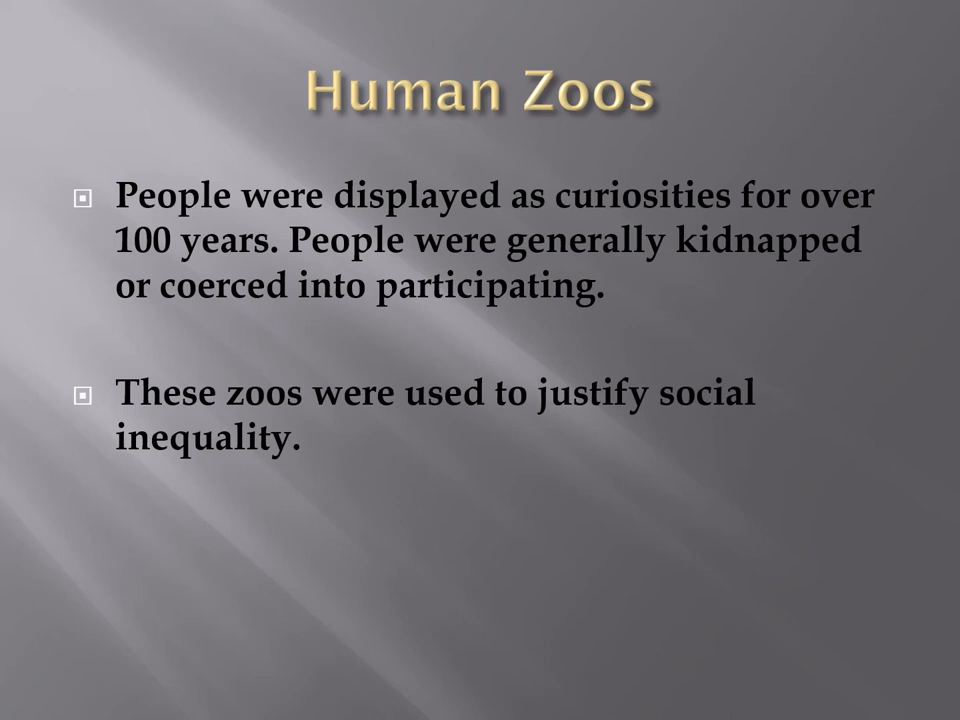 Human Zoos
People were displayed as curiosities for over
100 years. People were generally kidnapped
or coerced into participating.
These zoos were used to justify social
inequality.